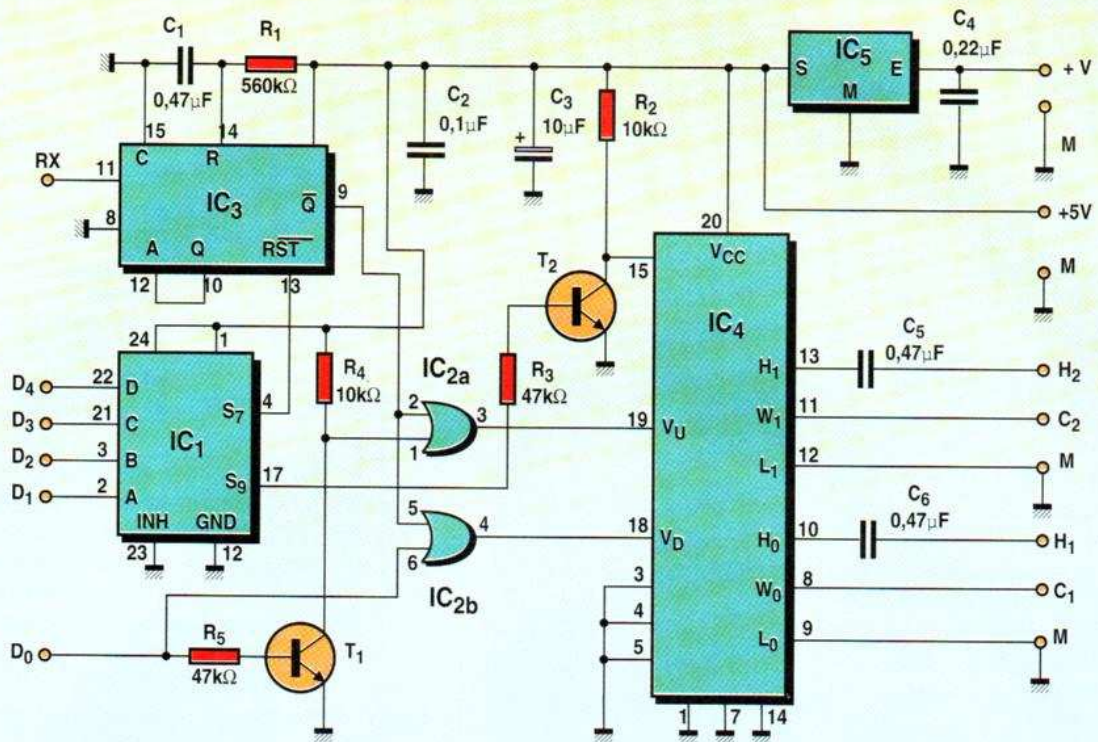 C1
0,47µF
R1
560kΩ
15
14
C
R
RX
11
IC3
Q̅
9
8
A
Q
RS̅T̅
12
10
13
C2
0,1µF
C3
10µF
+
R2
10kΩ
S
IC5
E
M
C4
0,22µF
+ V
M
+5V
M
20
15
VCC
T2
IC4
24
1
D4
22
D
D3
21
C
D2
3
B
D1
2
A
IC1
S7
4
S9
17
INH
GND
23
12
R4
10kΩ
IC2a
2
3
1
R3
47kΩ
19
VU
5
4
6
IC2b
18
VD
3
4
5
H1
13
C5
0,47µF
H2
W1
11
C2
L1
12
M
H0
10
C6
0,47µF
H1
W0
8
C1
L0
9
M
D0
R5
47kΩ
T1
1
7
14